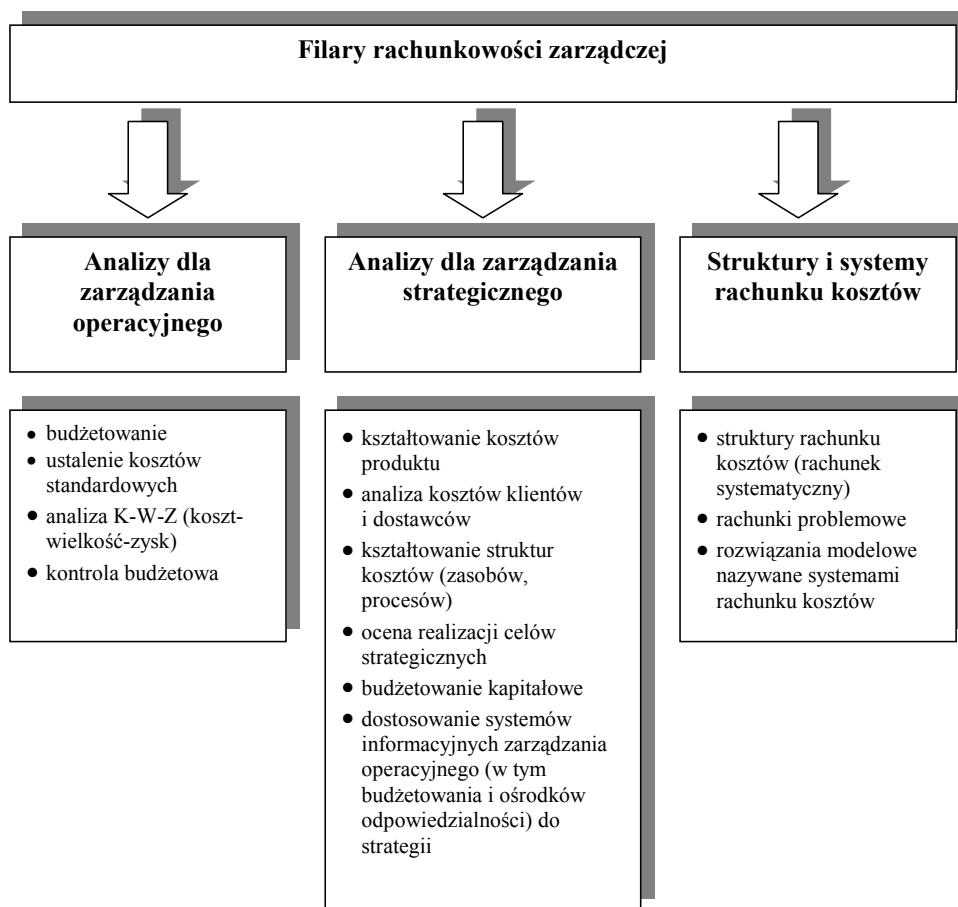 Filary rachunkowości zarządczej
Analizy dla
zarządzania
operacyjnego
Analizy dla zarządzania
strategicznego
Struktury i systemy
rachunku kosztów
• budżetowanie
• ustalenie kosztów
standardowych
• analiza K-W-Z (koszt-
wielkość-zysk)
• kontrola budżetowa
• kształtowanie kosztów
produktu
• analiza kosztów klientów
i dostawców
• kształtowanie struktur
kosztów (zasobów,
procesów)
• ocena realizacji celów
strategicznych
• budżetowanie kapitałowe
• dostosowanie systemów
informacyjnych zarządzania
operacyjnego (w tym
budżetowania i ośrodków
odpowiedzialności) do
strategii
• struktury rachunku
kosztów (rachunek
systematyczny)
• rachunki problemowe
• rozwiązania modelowe
nazywane systemami
rachunku kosztów